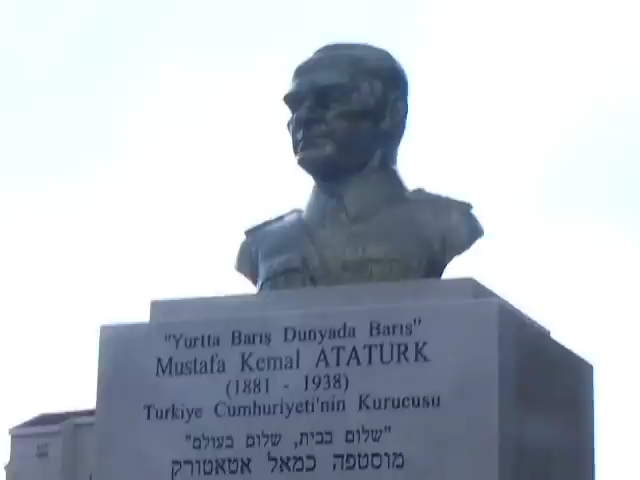 "Yurtta Barış Dunyada Barış"
Mustafa Kemal ATATURK
(1881 - 1938)
Turkiye Cumhuriyeti'nin Kurucusu
"שלום בבית, שלום בעולם"
מוסטפה כמאל אטאטורק